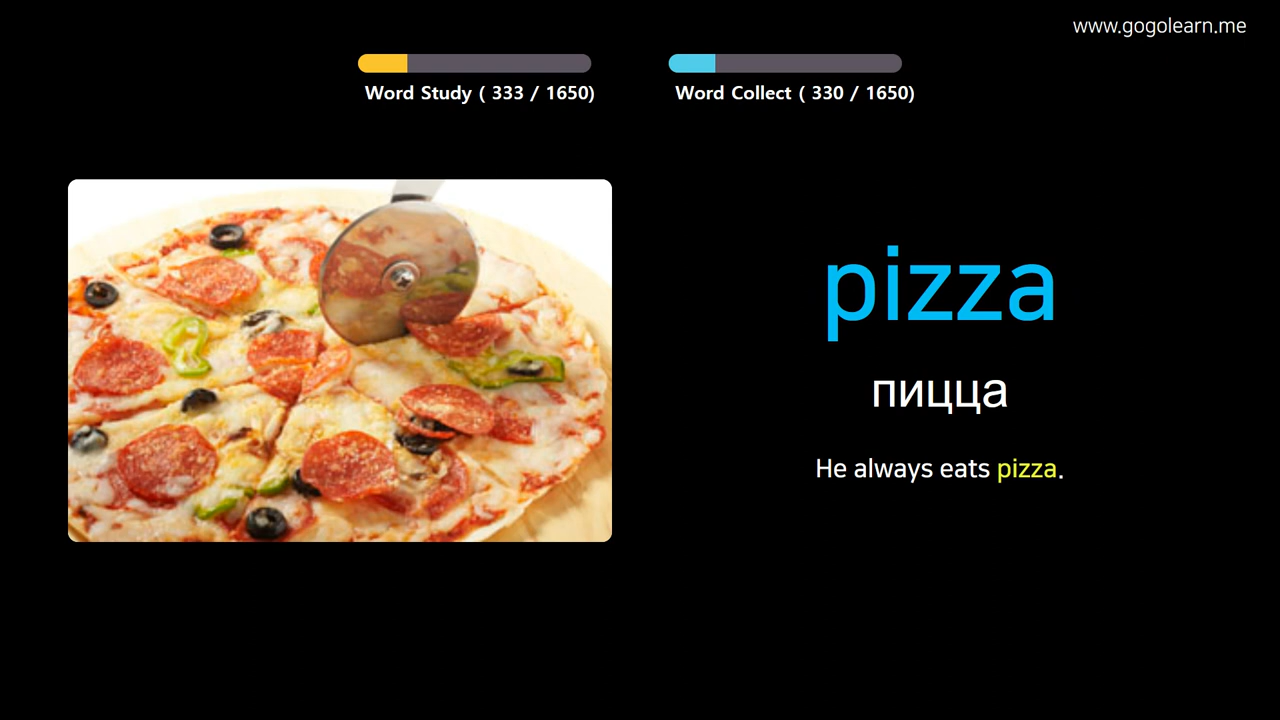 www.gogolearn.me
Word Study ( 333 / 1650)
Word Collect ( 330 / 1650)
pizza
пицца
He always eats pizza.